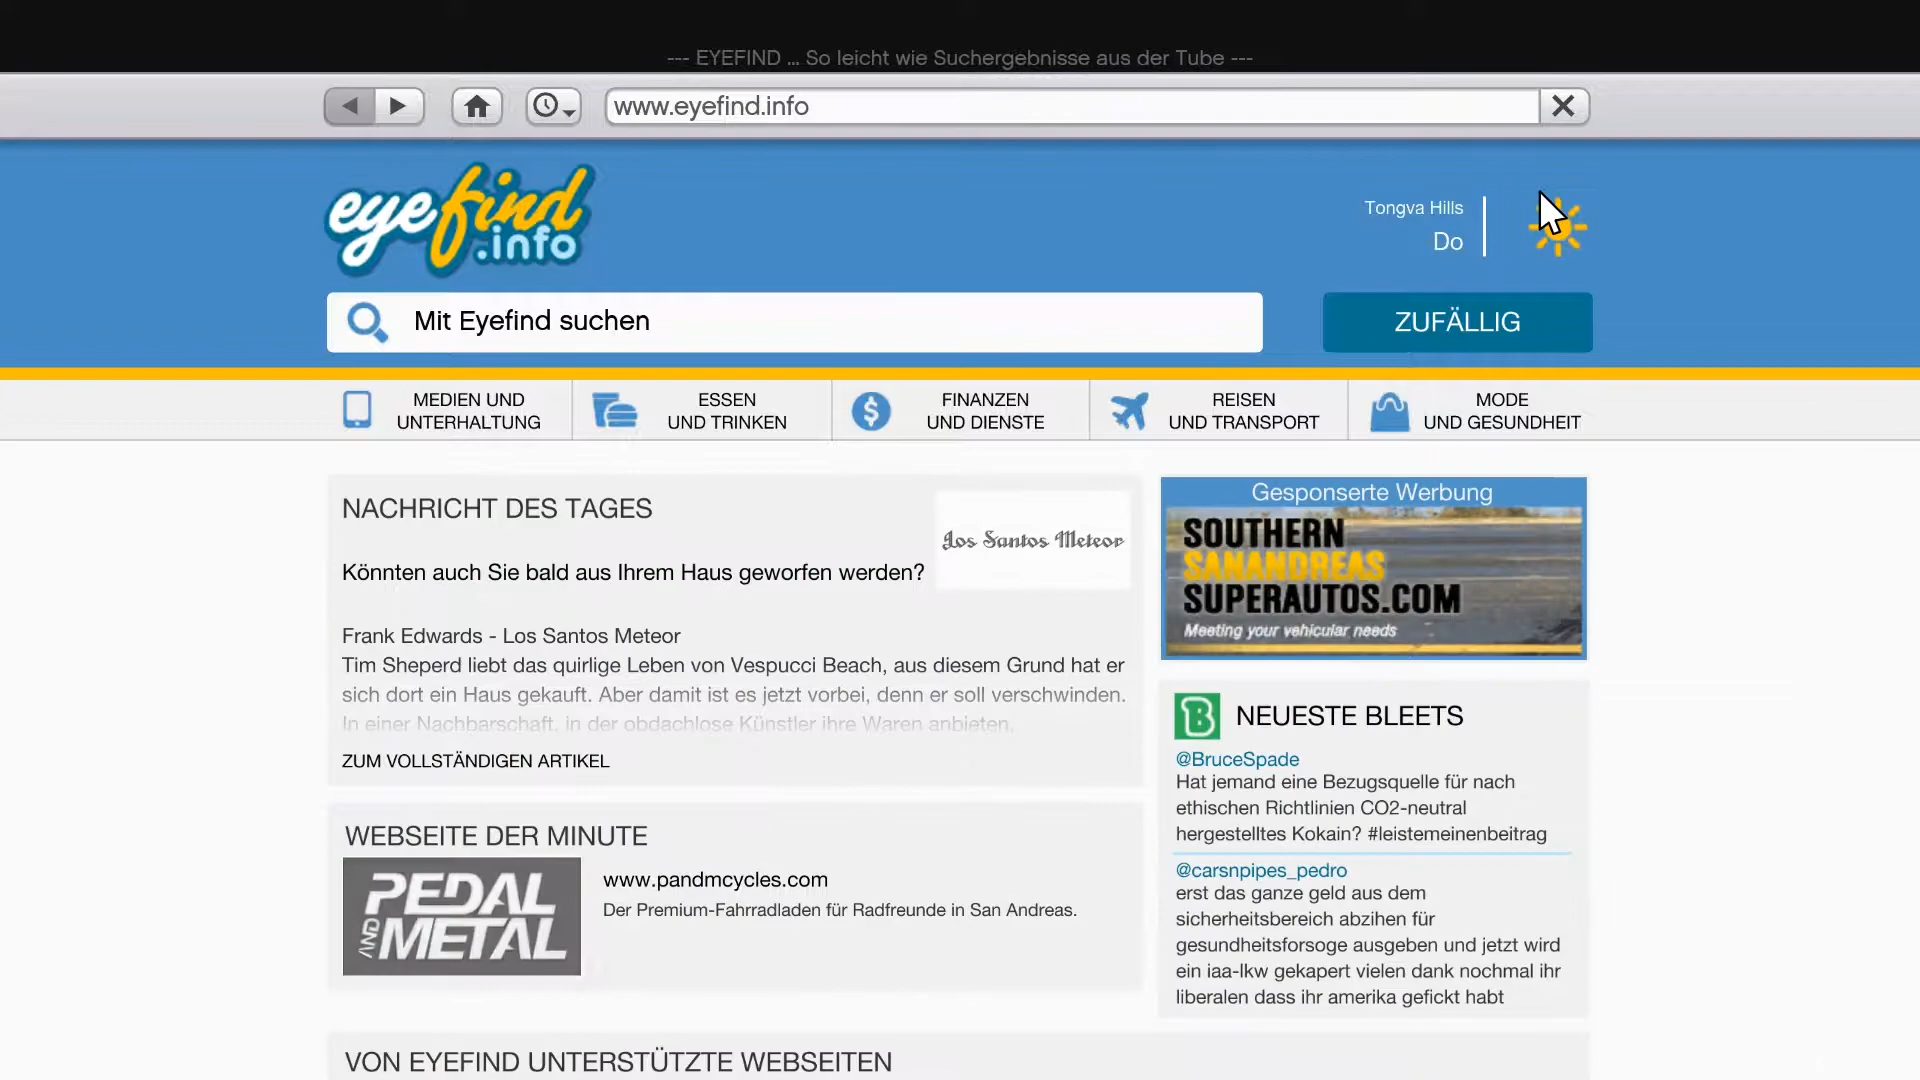 --- EYEFIND ... So leicht wie Suchergebnisse aus der Tube ---
www.eyefind.info
eyefind
.info
Tongva Hills
Do
Mit Eyefind suchen
ZUFÄLLIG
MEDIEN UND
UNTERHALTUNG
ESSEN
UND TRINKEN
FINANZEN
UND DIENSTE
REISEN
UND TRANSPORT
MODE
UND GESUNDHEIT
NACHRICHT DES TAGES
Los Santos Meteor
Könnten auch Sie bald aus Ihrem Haus geworfen werden?
Frank Edwards - Los Santos Meteor
Tim Sheperd liebt das quirlige Leben von Vespucci Beach, aus diesem Grund hat er
sich dort ein Haus gekauft. Aber damit ist es jetzt vorbei, denn er soll verschwinden.
In einer Nachbarschaft, in der obdachlose Künstler ihre Waren anbieten,
ZUM VOLLSTÄNDIGEN ARTIKEL
WEBSEITE DER MINUTE
PEDAL
AND METAL
www.pandmcycles.com
Der Premium-Fahrradladen für Radfreunde in San Andreas.
Gesponserte Werbung
SOUTHERN
SANANDREAS
SUPERAUTOS.COM
Meeting your vehicular needs
B NEUESTE BLEETS
@BruceSpade
Hat jemand eine Bezugsquelle für nach
ethischen Richtlinien CO2-neutral
hergestelltes Kokain? #leistemeinenbeitrag
@carsnpipes_pedro
erst das ganze geld aus dem
sicherheitsbereich abzihen für
gesundheitsforsoge ausgeben und jetzt wird
ein iaa-lkw gekapert vielen dank nochmal ihr
liberalen dass ihr amerika gefickt habt
VON EYEFIND UNTERSTÜTZTE WEBSEITEN